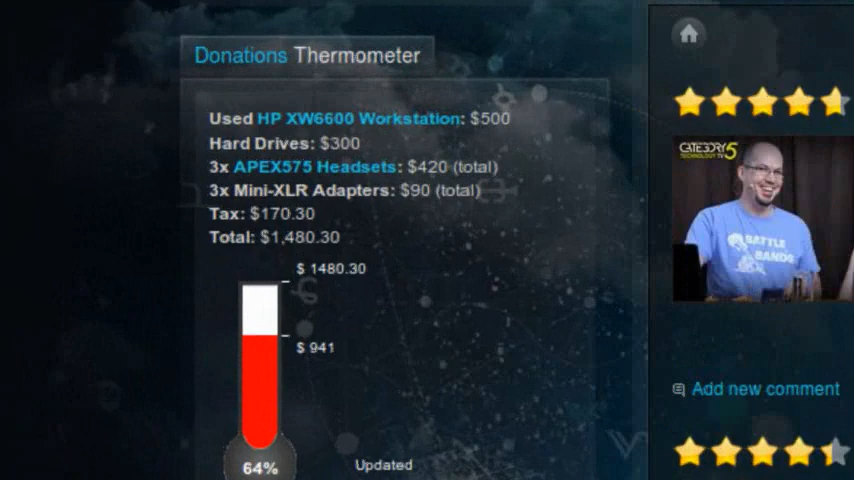 Donations Thermometer
Used HP XW6600 Workstation: $500
Hard Drives: $300
3x APEX575 Headsets: $420 (total)
3x Mini-XLR Adapters: $90 (total)
Tax: $170.30
Total: $1,480.30
$ 1480.30
$ 941
64%
Updated
CATEGORY 5
TECHNOLOGY TV
BATTLE
BANDS
Add new comment